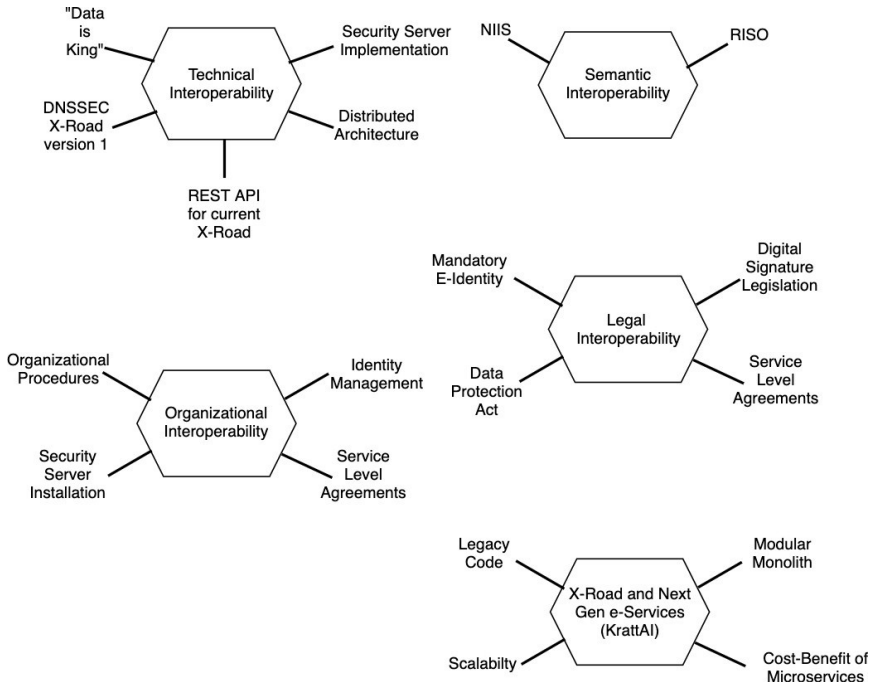 "Data
is
King"
Security Server
Implementation
Technical
Interoperability
DNSSEC
X-Road
version 1
Distributed
Architecture
REST API
for current
X-Road
NIIS
RISO
Semantic
Interoperability
Mandatory
E-Identity
Digital
Signature
Legislation
Legal
Interoperability
Data
Protection
Act
Service
Level
Agreements
Organizational
Procedures
Identity
Management
Organizational
Interoperability
Security
Server
Installation
Service
Level
Agreements
Legacy
Code
Modular
Monolith
X-Road and Next
Gen e-Services
(KrattAI)
Scalabilty
Cost-Benefit of
Microservices